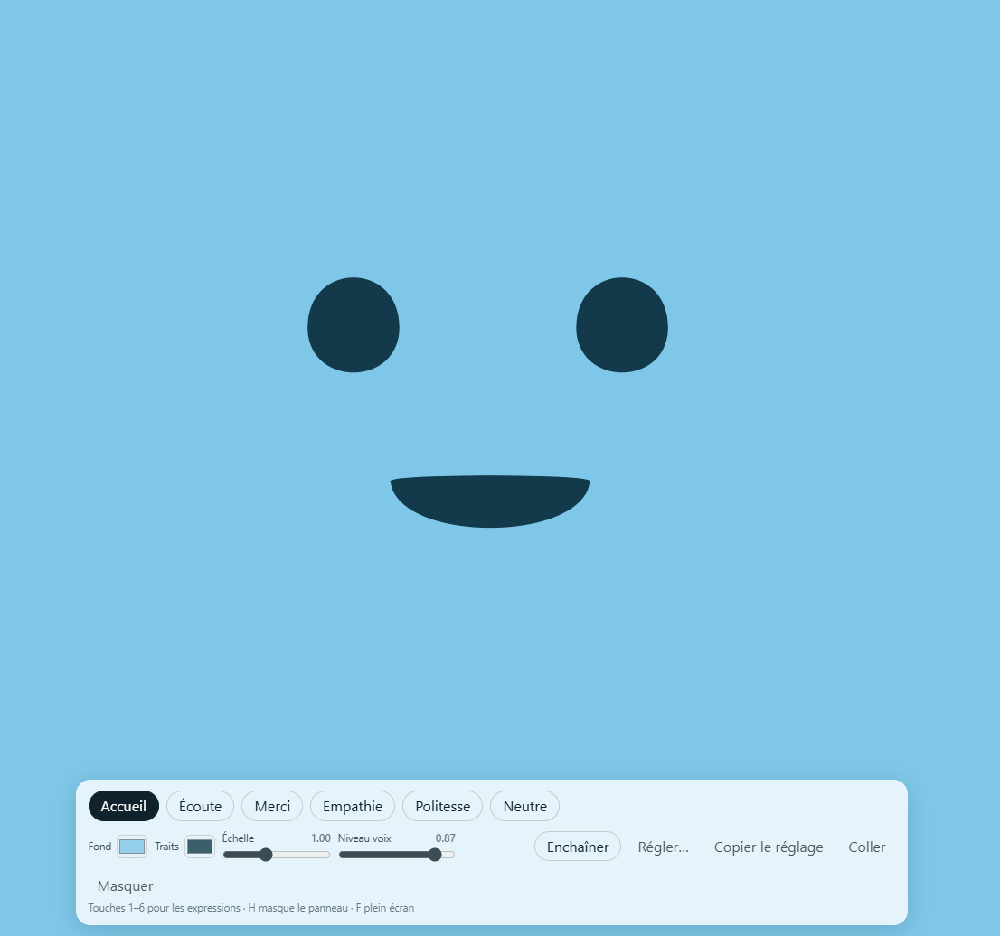 Accueil Écoute Merci Empathie Politesse Neutre
Fond Traits Échelle 1.00 Niveau voix 0.87 Enchaîner Régler... Copier le réglage Coller
Masquer
Touches 1–6 pour les expressions · H masque le panneau · F plein écran